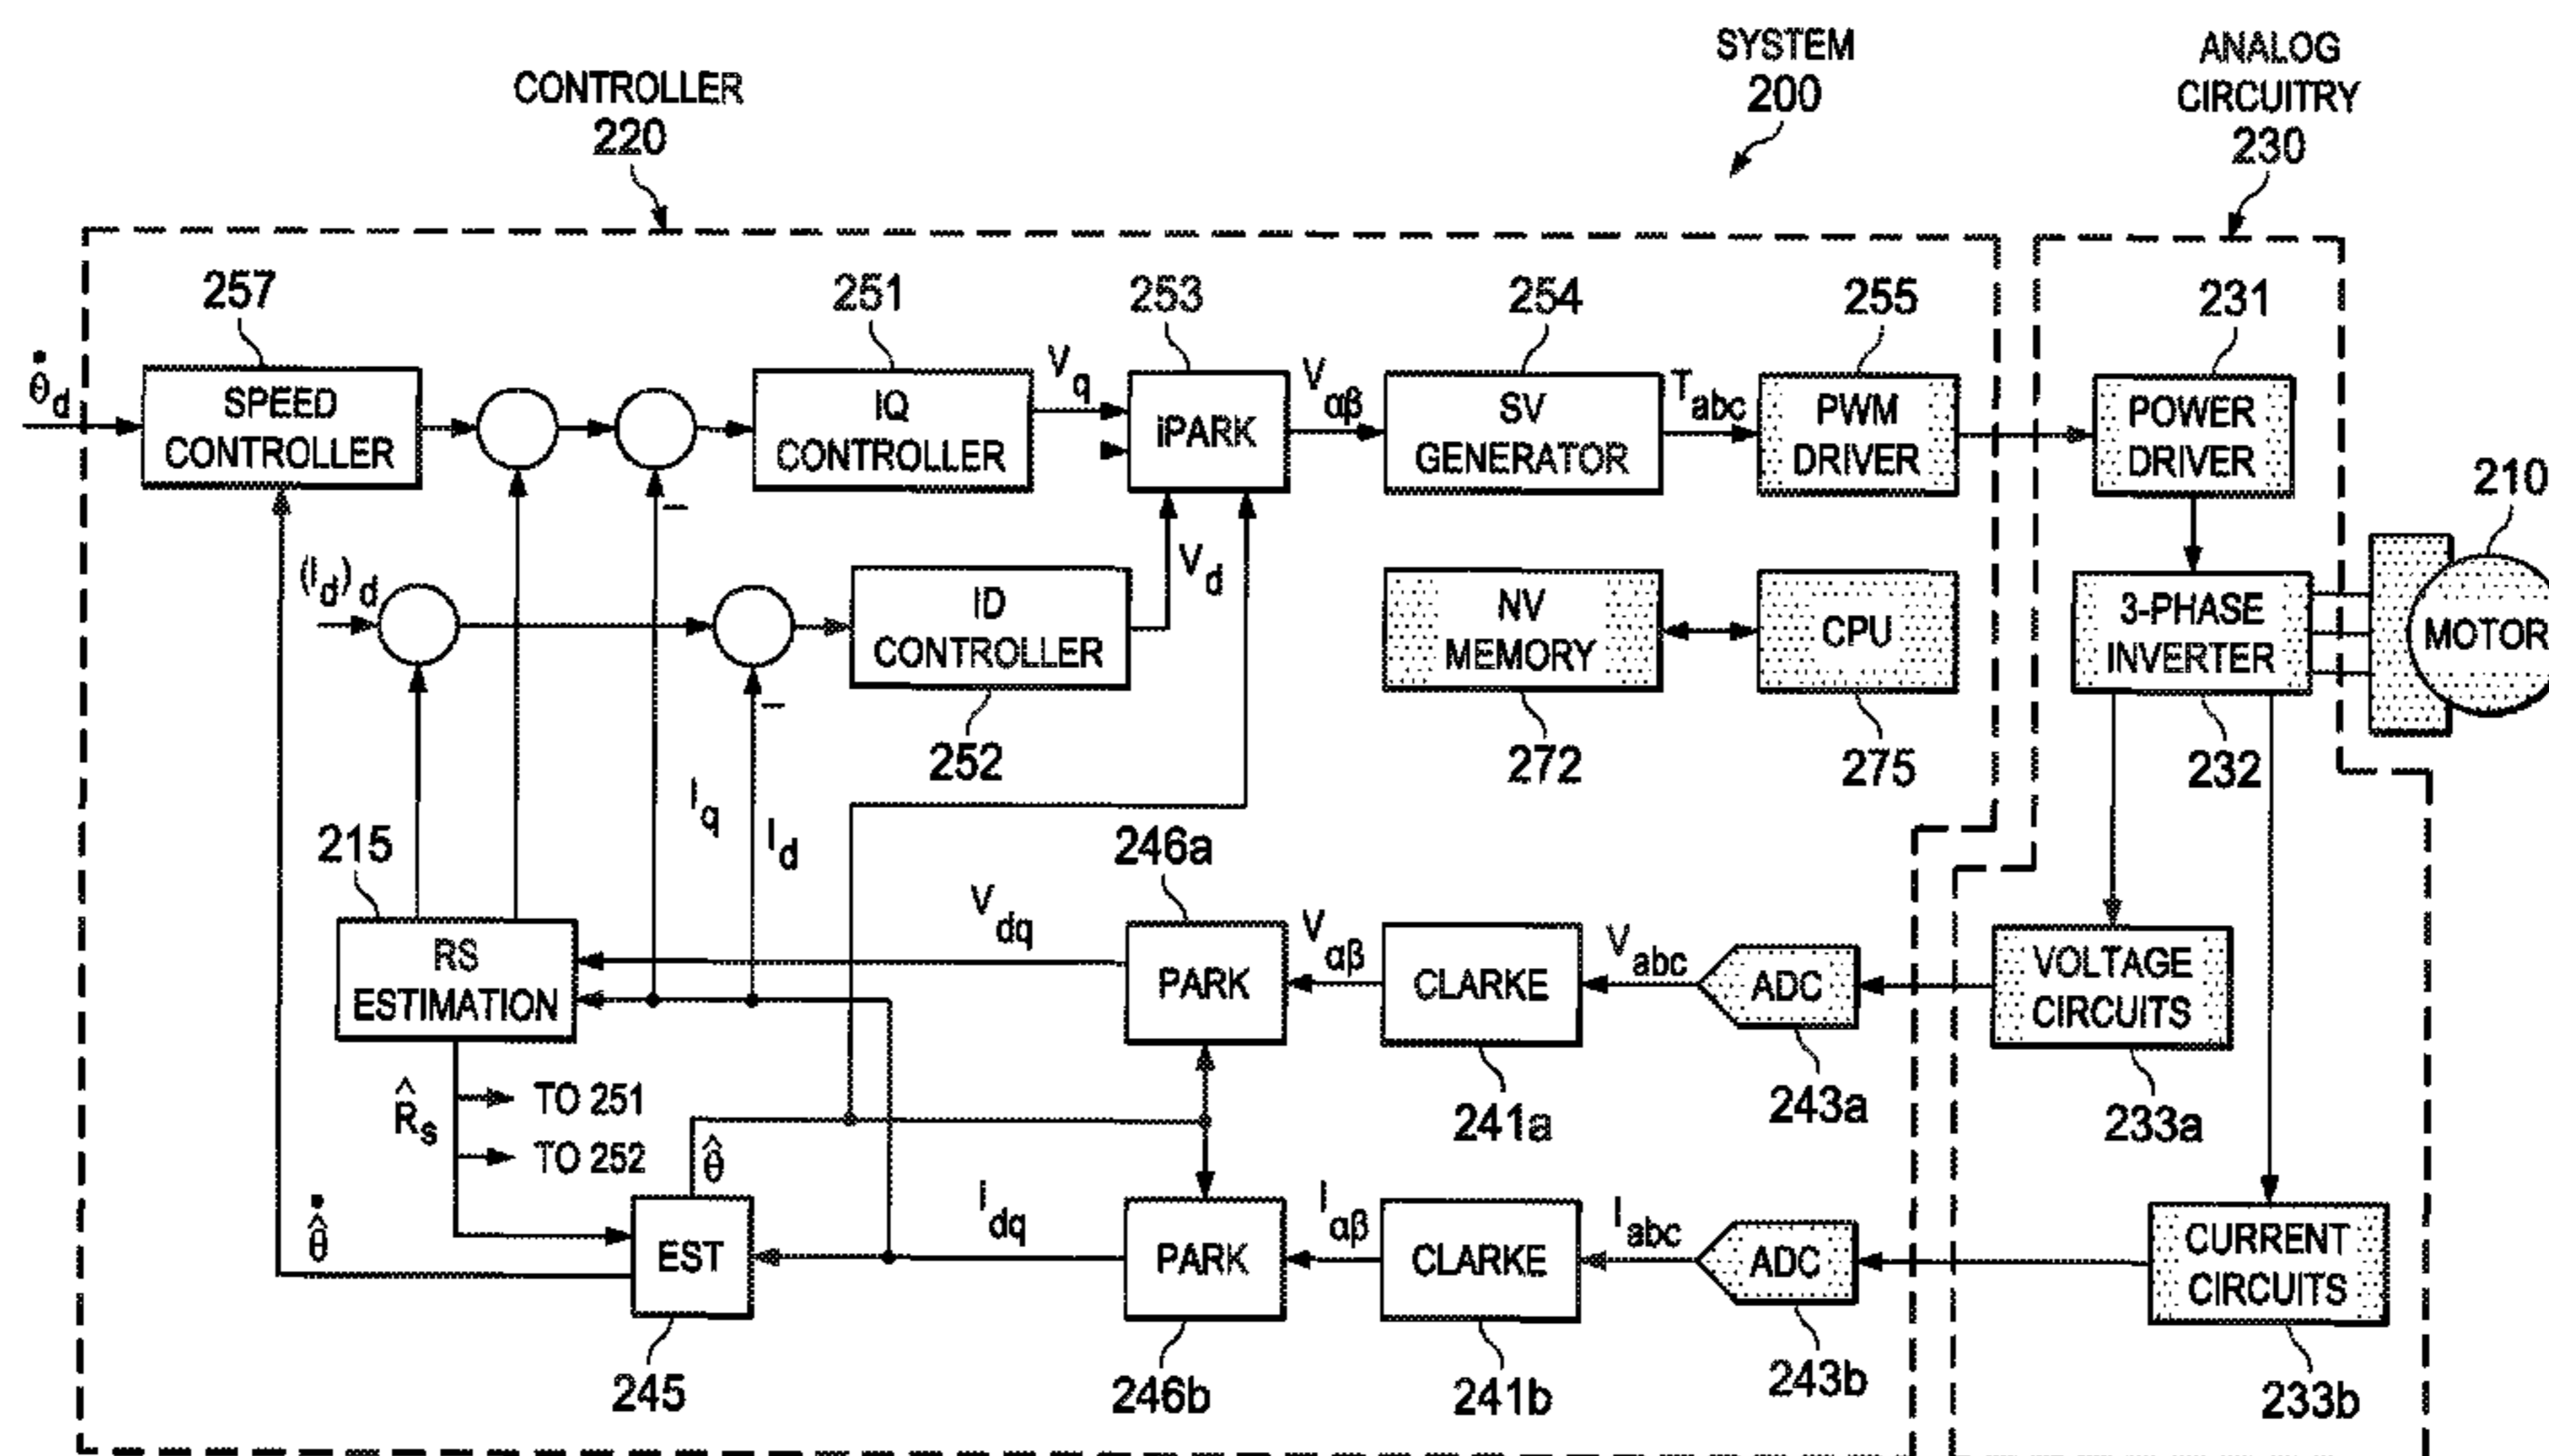 SYSTEM
200
ANALOG
CIRCUITRY
230
CONTROLLER
220
257
251
253
254
255
231
θ̇d
SPEED
CONTROLLER
IQ
CONTROLLER
Vq
iPARK
Vαβ
SV
GENERATOR
Tabc
PWM
DRIVER
POWER
DRIVER
210
−
(Id)d
ID
CONTROLLER
Vd
NV
MEMORY
CPU
3-PHASE
INVERTER
MOTOR
−
252
272
275
232
Iq
Id
215
246a
RS
ESTIMATION
Vdq
PARK
Vαβ
CLARKE
Vabc
ADC
VOLTAGE
CIRCUITS
R̂s
TO 251
TO 252
241a
243a
233a
θ̂
θ̂̇
EST
Idq
PARK
Iαβ
CLARKE
Iabc
ADC
CURRENT
CIRCUITS
245
246b
241b
243b
233b